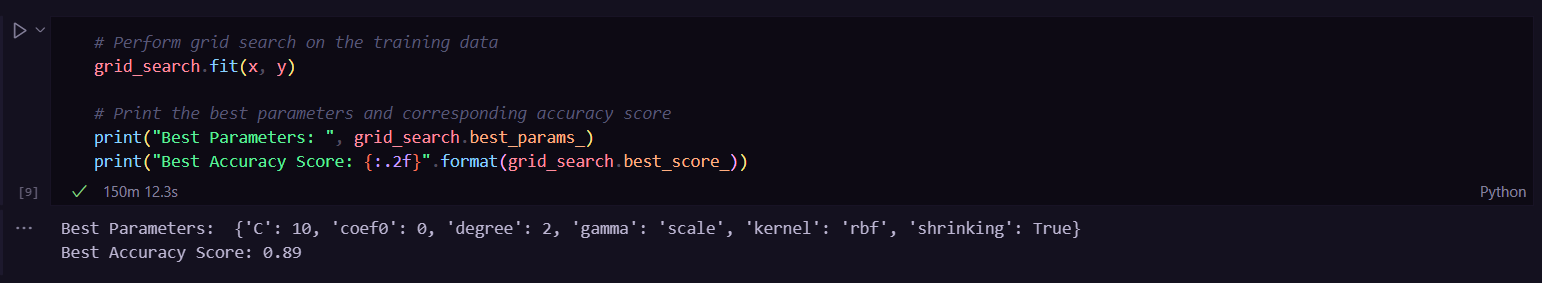 # Perform grid search on the training data
grid_search.fit(x, y)
# Print the best parameters and corresponding accuracy score
print("Best Parameters: ", grid_search.best_params_)
print("Best Accuracy Score: {:.2f}".format(grid_search.best_score_))
[9] 150m 12.3s Python
Best Parameters:  {'C': 10, 'coef0': 0, 'degree': 2, 'gamma': 'scale', 'kernel': 'rbf', 'shrinking': True}
Best Accuracy Score: 0.89